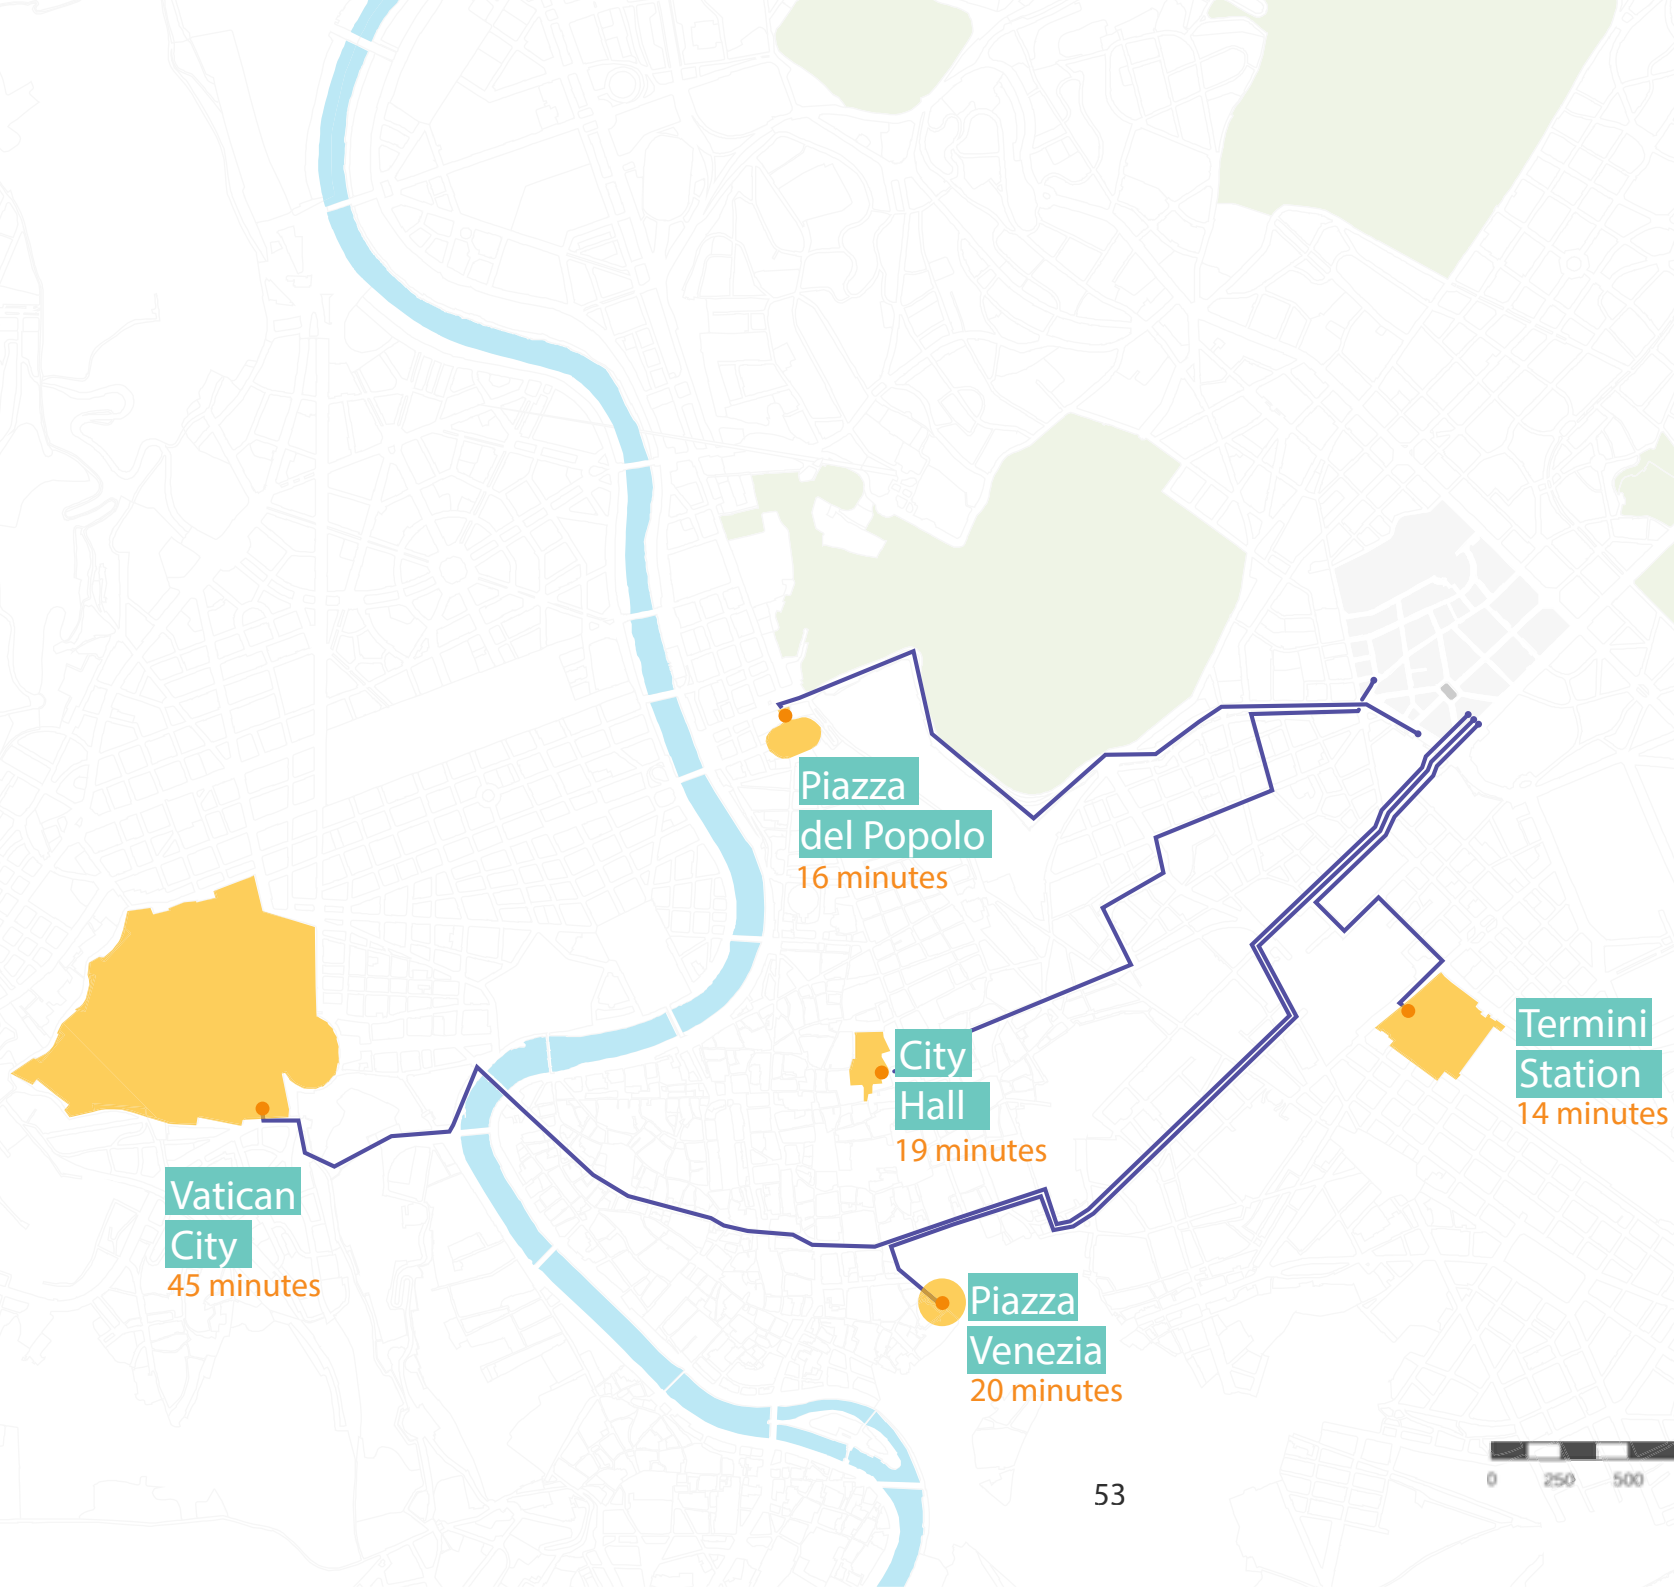 Piazza
del Popolo
16 minutes
City
Hall
19 minutes
Termini
Station
14 minutes
Vatican
City
45 minutes
Piazza
Venezia
20 minutes
0 250 500
53